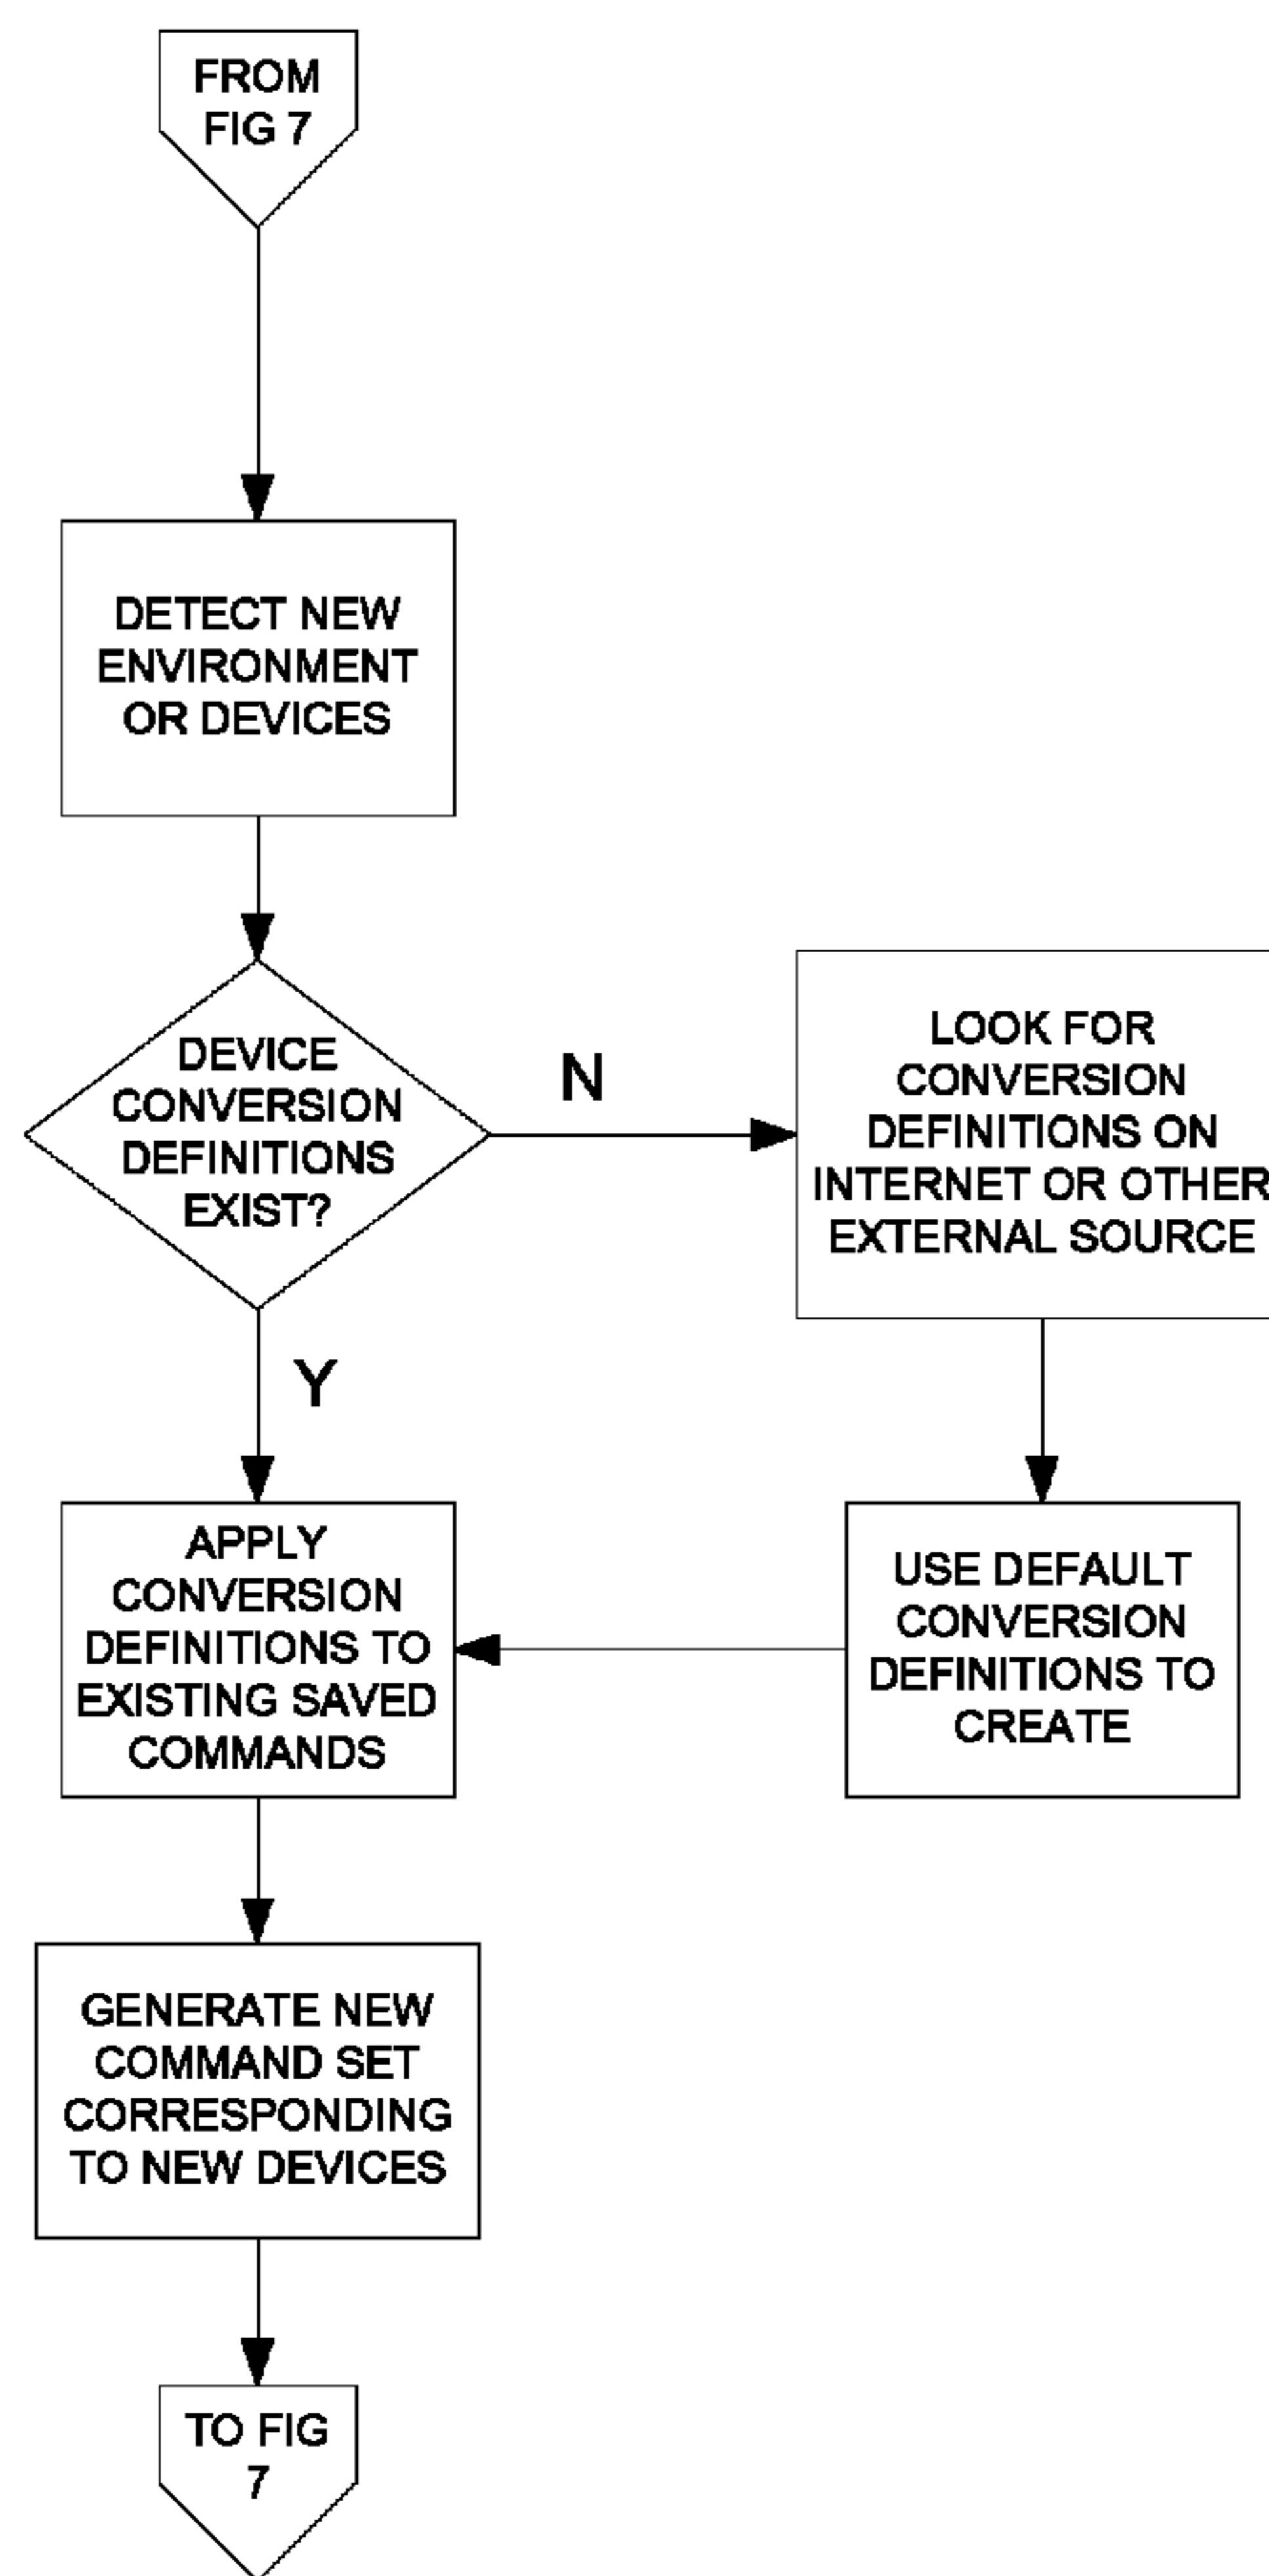 FROM
FIG 7
DETECT NEW
ENVIRONMENT
OR DEVICES
DEVICE
CONVERSION
DEFINITIONS
EXIST?
N
LOOK FOR
CONVERSION
DEFINITIONS ON
INTERNET OR OTHER
EXTERNAL SOURCE
Y
APPLY
CONVERSION
DEFINITIONS TO
EXISTING SAVED
COMMANDS
USE DEFAULT
CONVERSION
DEFINITIONS TO
CREATE
GENERATE NEW
COMMAND SET
CORRESPONDING
TO NEW DEVICES
TO FIG
7